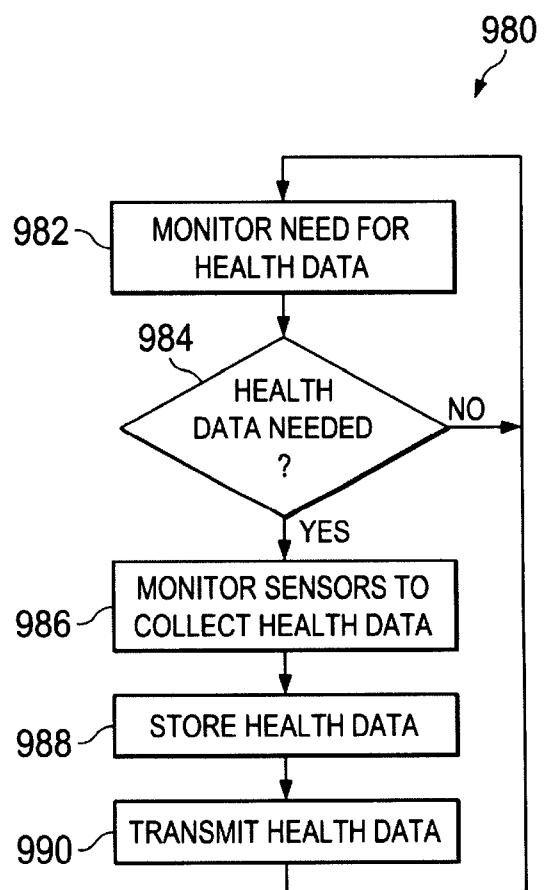 980
982
MONITOR NEED FOR
HEALTH DATA
984
HEALTH
DATA NEEDED
?
NO
YES
986
MONITOR SENSORS TO
COLLECT HEALTH DATA
988
STORE HEALTH DATA
990
TRANSMIT HEALTH DATA